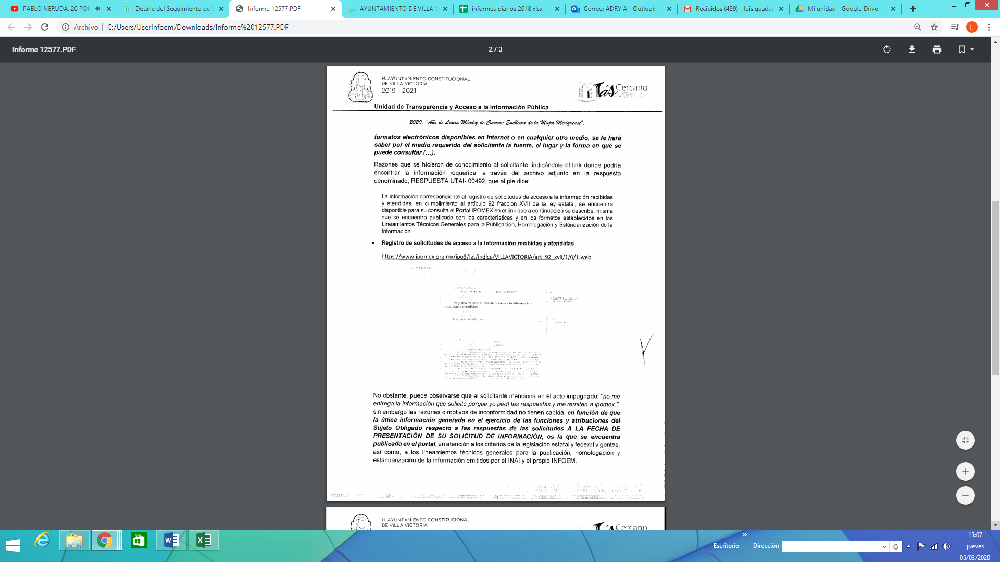 PABLO NERUDA. 20 POE
Detalle del Seguimiento de S
Informe 12577.PDF
AYUNTAMIENTO DE VILLA V
informes diarios 2018.xlsx -
Correo: ADRY A - Outlook
Recibidos (439) - luis.guadar
Mi unidad - Google Drive
Archivo
C:/Users/UserInfoem/Downloads/Informe%2012577.PDF
L
Informe 12577.PDF
2 / 3
H. AYUNTAMIENTO CONSTITUCIONAL
DE VILLA VICTORIA
2019 - 2021
Más Cercano
Unidad de Transparencia y Acceso a la Información Pública
2020. "Año de Laura Méndez de Cuenca; Emblema de la Mujer Mexiquense".
formatos electrónicos disponibles en internet o en cualquier otro medio, se le hará
saber por el medio requerido del solicitante la fuente, el lugar y la forma en que se
puede consultar (...).
Razones que se hicieron de conocimiento al solicitante, indicándole el link donde podría
encontrar la información requerida, a través del archivo adjunto en la respuesta
denominado, RESPUESTA UTAI- 00492, que al pie dice:
La información correspondiente al registro de solicitudes de acceso a la información recibidas
y atendidas, en cumplimiento al artículo 92 fracción XVII de la ley estatal, se encuentra
disponible para su consulta el Portal IPOMEX en el link que a continuación se describe, misma
que se encuentra publicada con las características y en los formatos establecidos en los
Lineamientos Técnicos Generales para la Publicación, Homologación y Estandarización de la
Información.
• Registro de solicitudes de acceso a la información recibidas y atendidas
https://www.ipomex.org.mx/ipo3/lgt/indice/VILLAVICTORIA/art_92_xvii/1/0/1.web
Registro de solicitudes de acceso a la información
recibidas y atendidas
No obstante, puede observarse que el solicitante menciona en el acto impugnado: "no me
entrega la información que solicite porque yo pedí las respuestas y me remiten a ipomex.",
sin embargo las razones o motivos de inconformidad no tienen cabida, en función de que
la única información generada en el ejercicio de las funciones y atribuciones del
Sujeto Obligado respecto a las respuestas de las solicitudes A LA FECHA DE
PRESENTACIÓN DE SU SOLICITUD DE INFORMACIÓN, es la que se encuentra
publicada en el portal, en atención a los criterios de la legislación estatal y federal vigentes,
así como, a los lineamientos técnicos generales para la publicación, homologación y
estandarización de la información emitidos por el INAI y el propio INFOEM.
H. AYUNTAMIENTO CONSTITUCIONAL
DE VILLA VICTORIA
Más Cercano
Escritorio
Dirección
15:07
jueves
05/03/2020